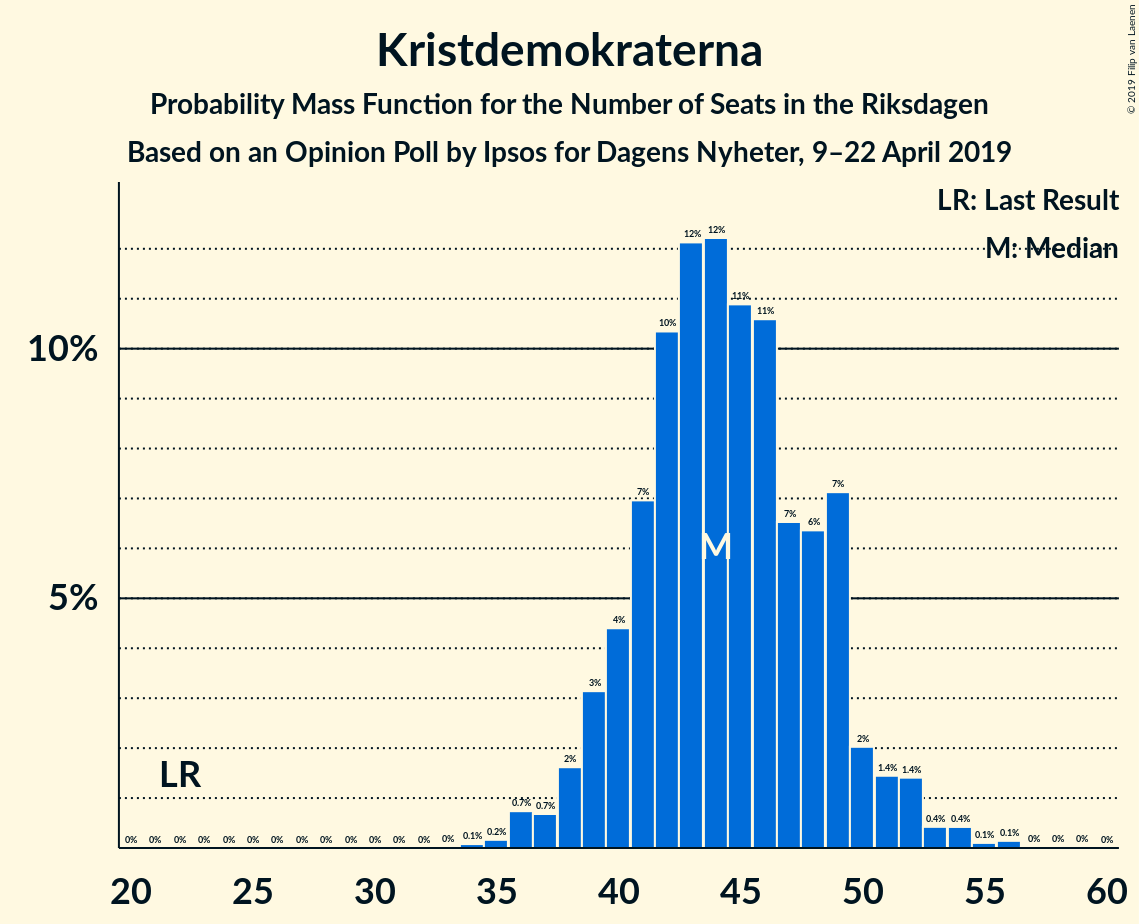 Kristdemokraterna
Probability Mass Function for the Number of Seats in the Riksdagen
Based on an Opinion Poll by Ipsos for Dagens Nyheter, 9–22 April 2019
© 2019 Filip van Laenen
LR: Last Result
M: Median
10%
5%
LR
M
0% 0% 0% 0% 0% 0% 0% 0% 0% 0% 0% 0% 0% 0% 0.1% 0.2% 0.7% 0.7% 2% 3% 4% 7% 10% 12% 12% 11% 11% 7% 6% 7% 2% 1.4% 1.4% 0.4% 0.4% 0.1% 0.1% 0% 0% 0% 0%
20 25 30 35 40 45 50 55 60